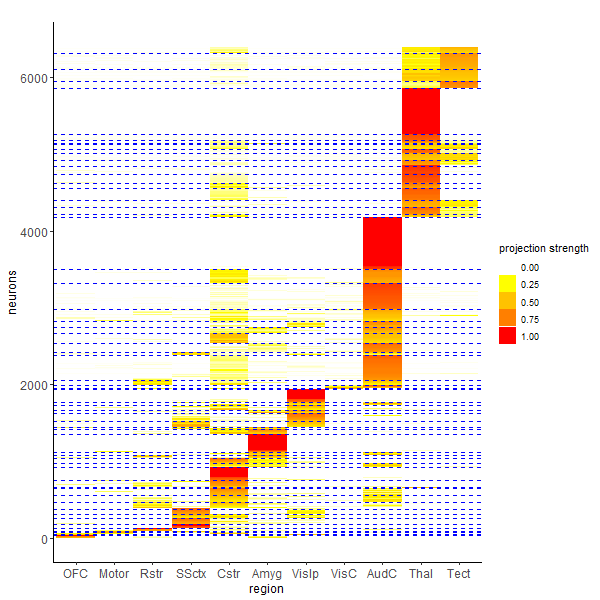 neurons
6000
4000
2000
0
OFC Motor Rstr SSctx Cstr Amyg VisIp VisC AudC Thal Tect
region
projection strength
0.00
0.25
0.50
0.75
1.00